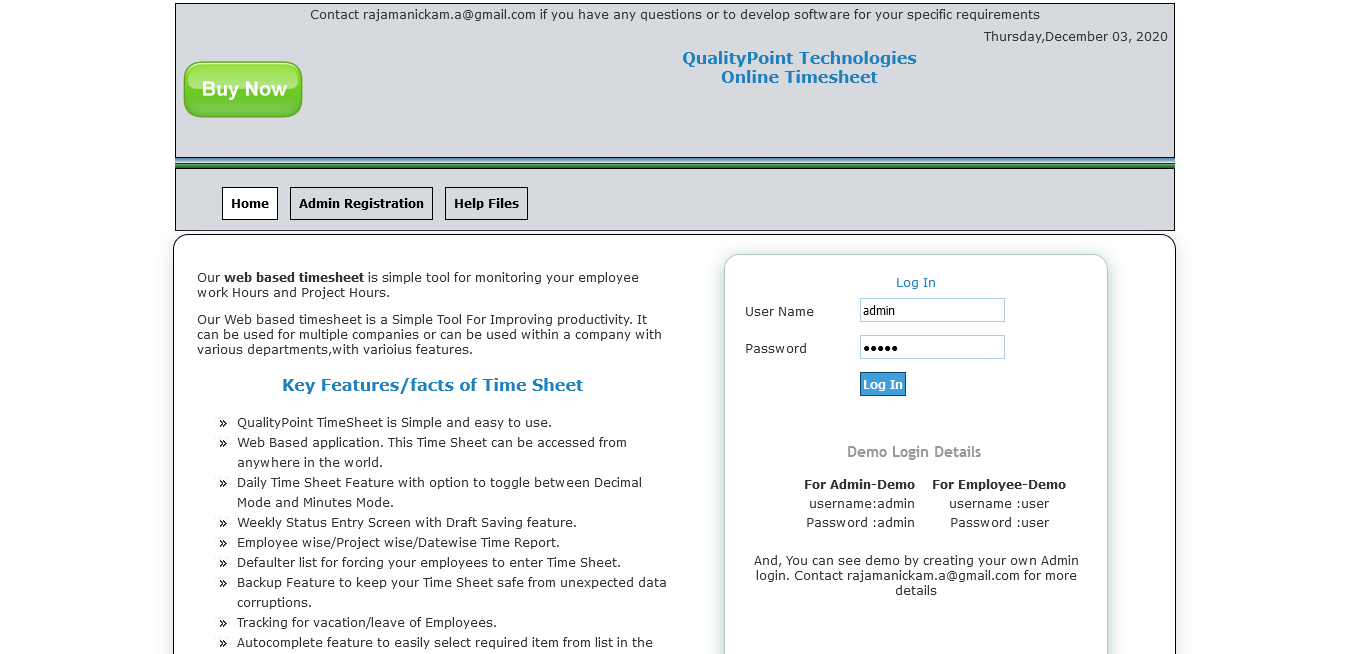 Contact rajamanickam.a@gmail.com if you have any questions or to develop software for your specific requirements
Thursday,December 03, 2020
QualityPoint Technologies
Online Timesheet
Buy Now
Home
Admin Registration
Help Files
Our web based timesheet is simple tool for monitoring your employee
work Hours and Project Hours.
Our Web based timesheet is a Simple Tool For Improving productivity. It
can be used for multiple companies or can be used within a company with
various departments,with varioius features.
Key Features/facts of Time Sheet
» QualityPoint TimeSheet is Simple and easy to use.
» Web Based application. This Time Sheet can be accessed from
anywhere in the world.
» Daily Time Sheet Feature with option to toggle between Decimal
Mode and Minutes Mode.
» Weekly Status Entry Screen with Draft Saving feature.
» Employee wise/Project wise/Datewise Time Report.
» Defaulter list for forcing your employees to enter Time Sheet.
» Backup Feature to keep your Time Sheet safe from unexpected data
corruptions.
» Tracking for vacation/leave of Employees.
» Autocomplete feature to easily select required item from list in the
Log In
User Name admin
Password •••••
Log In
Demo Login Details
For Admin-Demo For Employee-Demo
username:admin username :user
Password :admin Password :user
And, You can see demo by creating your own Admin
login. Contact rajamanickam.a@gmail.com for more
details